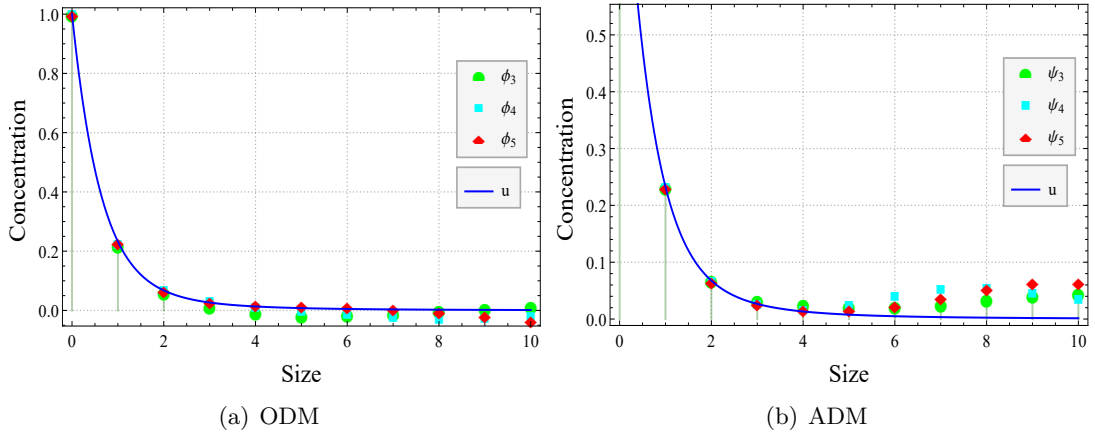 1.0
0.8
0.6
0.4
0.2
0.0
0 2 4 6 8 10
Concentration
Size
ϕ3
ϕ4
ϕ5
u
(a) ODM
0.5
0.4
0.3
0.2
0.1
0.0
0 2 4 6 8 10
Concentration
Size
ψ3
ψ4
ψ5
u
(b) ADM